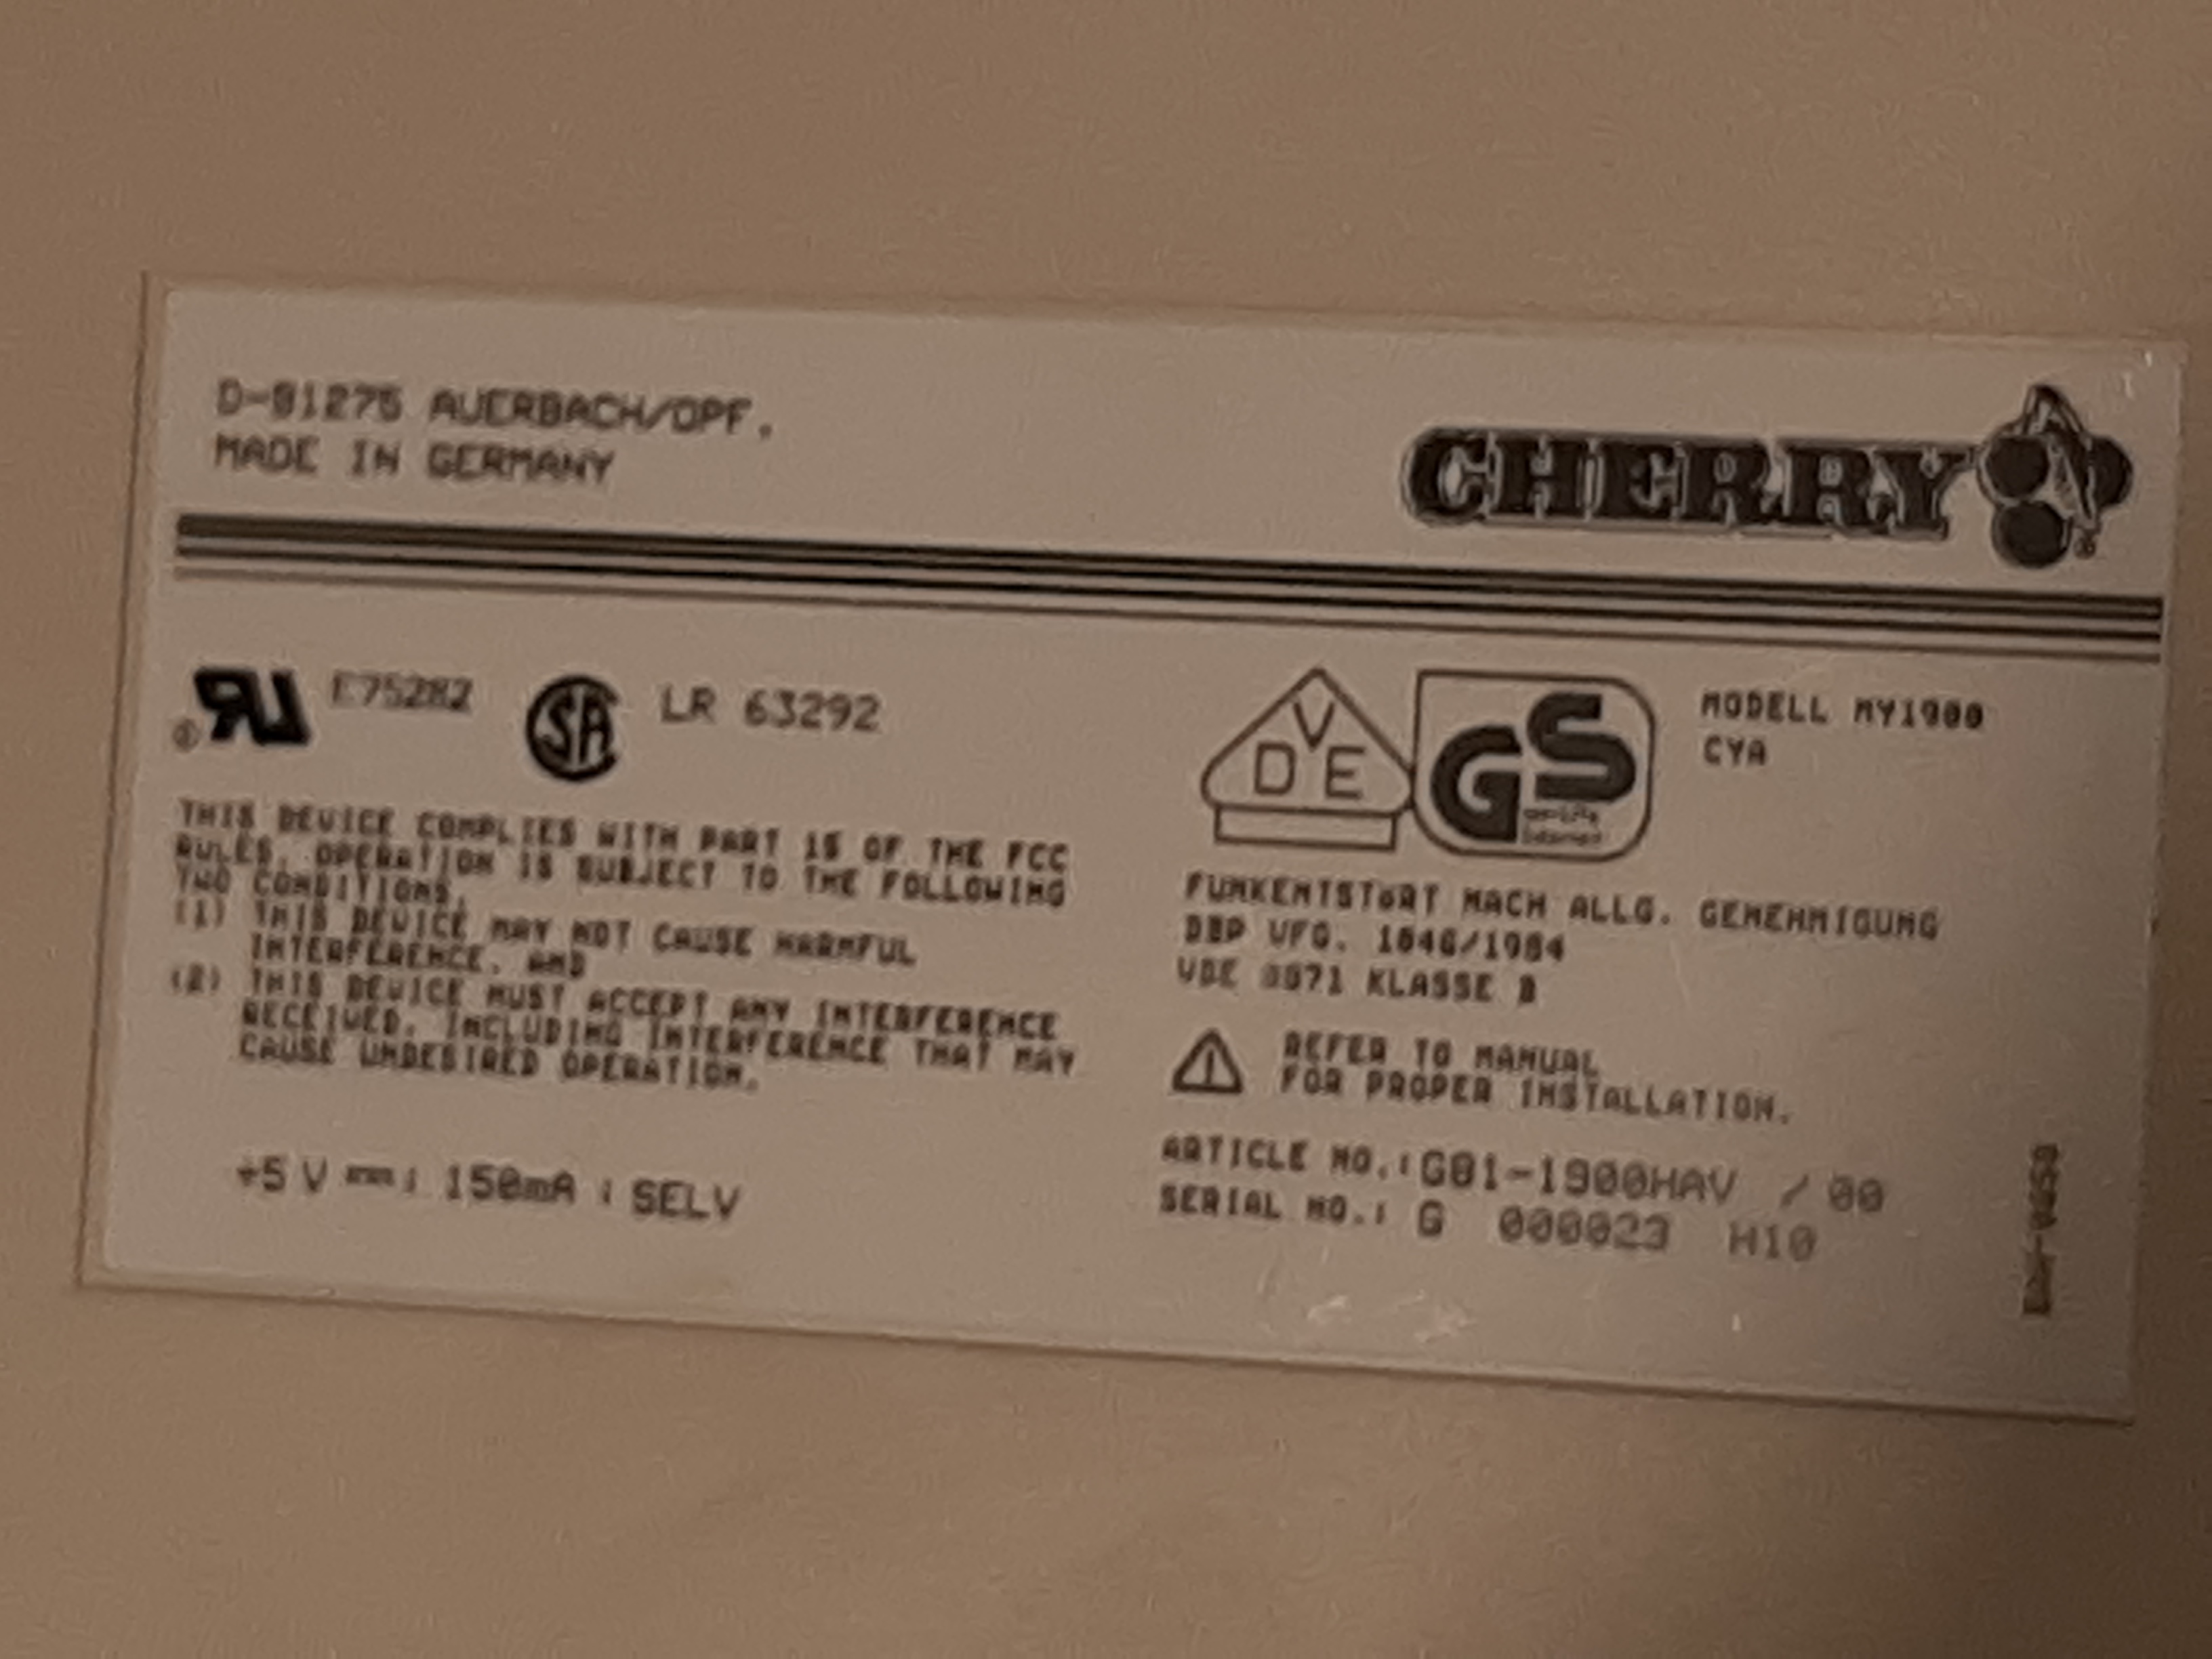 D-91275 AUERBACH/OPF.
MADE IN GERMANY
CHERRY
®
E75282
SA
LR 63292
V
D E
GS
MODELL MY1900
CYA
THIS DEVICE COMPLIES WITH PART 15 OF THE FCC
RULES. OPERATION IS SUBJECT TO THE FOLLOWING
TWO CONDITIONS.
(1) THIS DEVICE MAY NOT CAUSE HARMFUL
INTERFERENCE. AND
(2) THIS DEVICE MUST ACCEPT ANY INTERFERENCE
RECEIVED. INCLUDING INTERFERENCE THAT MAY
CAUSE UNDESIRED OPERATION.
+5 V ⎓; 150mA ; SELV
FUNKENTSTÖRT NACH ALLG. GENEHMIGUNG
DBP VFG. 1046/1984
VDE 0871 KLASSE B
REFER TO MANUAL
FOR PROPER INSTALLATION.
ARTICLE NO.:G81-1900HAV / 00
SERIAL NO.: G 000023 H10